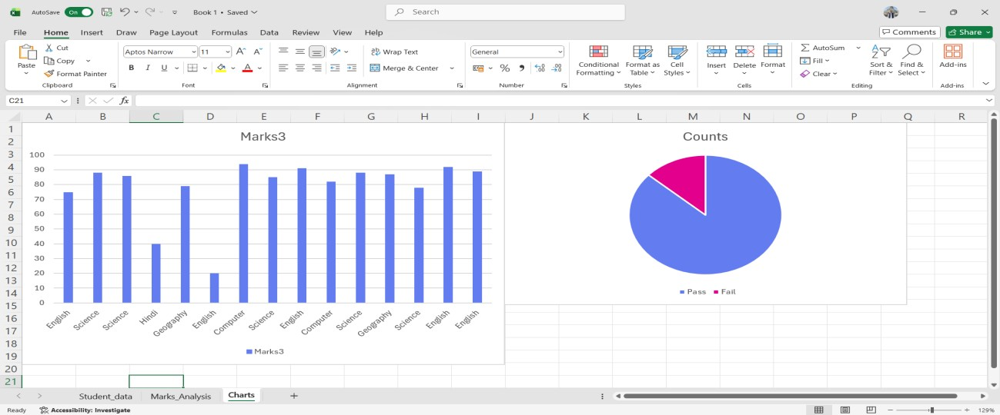 AutoSave On Book 1 • Saved Search
File Home Insert Draw Page Layout Formulas Data Review View Help Comments Share
Paste Cut Copy Format Painter Clipboard
Aptos Narrow 11 A A B I U A Font
Wrap Text Merge & Center Alignment
General % Number
Conditional Formatting Format as Table Cell Styles Styles
Insert Delete Format Cells
AutoSum Fill Clear Sort & Filter Find & Select Editing
Add-ins Add-ins
C21 fx
A B C D E F G H I J K L M N O P Q R
1
2
3
4
5
6
7
8
9
10
11
12
13
14
15
16
17
18
19
20
21
Marks3
100
90
80
70
60
50
40
30
20
10
0
English Science Science Hindi Geography English Computer Science English Computer Science Geography Science English English
Marks3
Counts
Pass Fail
Student_data Marks_Analysis Charts +
Ready Accessibility: Investigate 129%